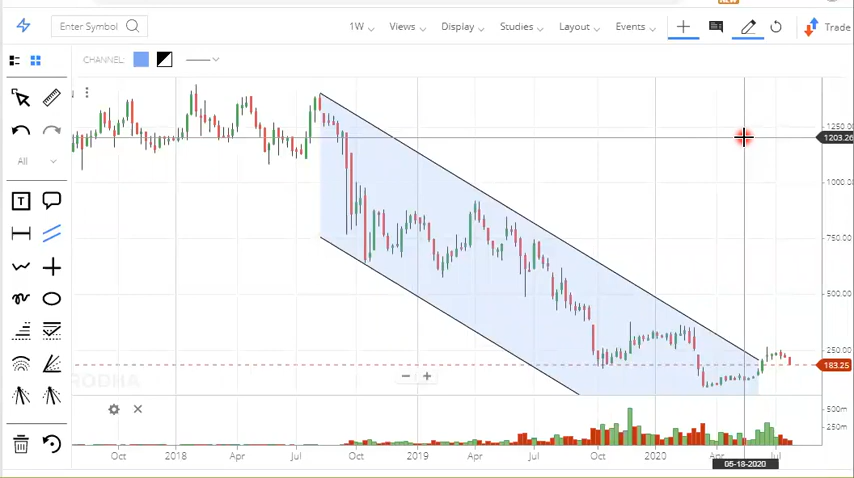 NEW
Enter Symbol
1W Views Display Studies Layout Events Trade
CHANNEL:
All
T
1250.00
1203.26
1000.00
750.00
500.00
250.00
183.25
RODHA
500m
250m
Oct 2018 Apr Jul Oct 2019 Apr Jul Oct 2020 Apr Jul
05-18-2020